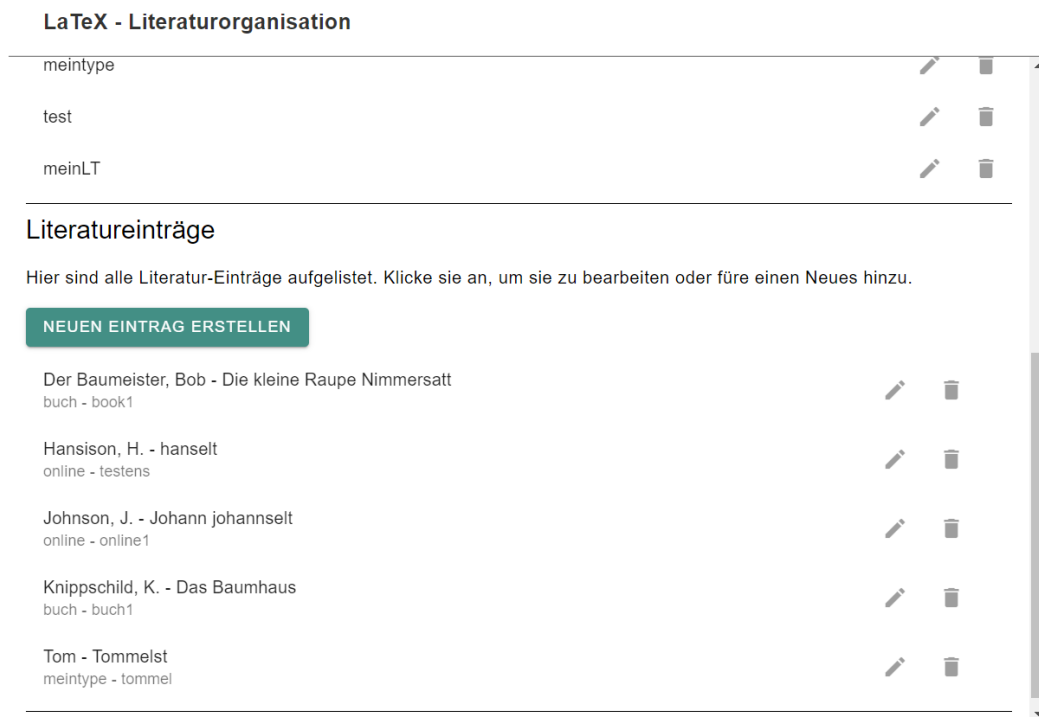 LaTeX - Literaturorganisation
meintype
test
meinLT
Literatureinträge
Hier sind alle Literatur-Einträge aufgelistet. Klicke sie an, um sie zu bearbeiten oder füre einen Neues hinzu.
NEUEN EINTRAG ERSTELLEN
Der Baumeister, Bob - Die kleine Raupe Nimmersatt
buch - book1
Hansison, H. - hanselt
online - testens
Johnson, J. - Johann johannselt
online - online1
Knippschild, K. - Das Baumhaus
buch - buch1
Tom - Tommelst
meintype - tommel